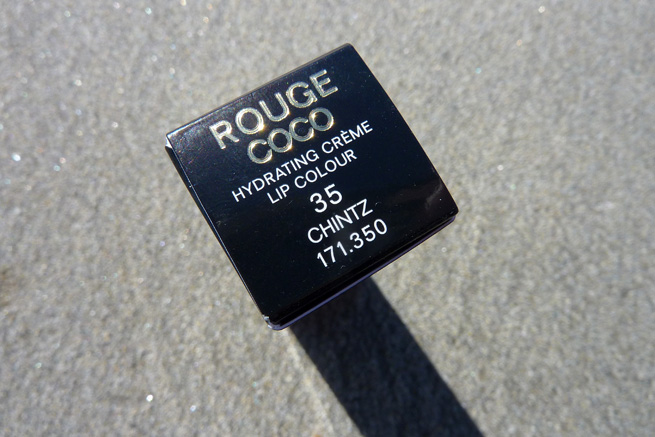 ROUGE
COCO
HYDRATING CRÈME
LIP COLOUR
35
CHINTZ
171.350